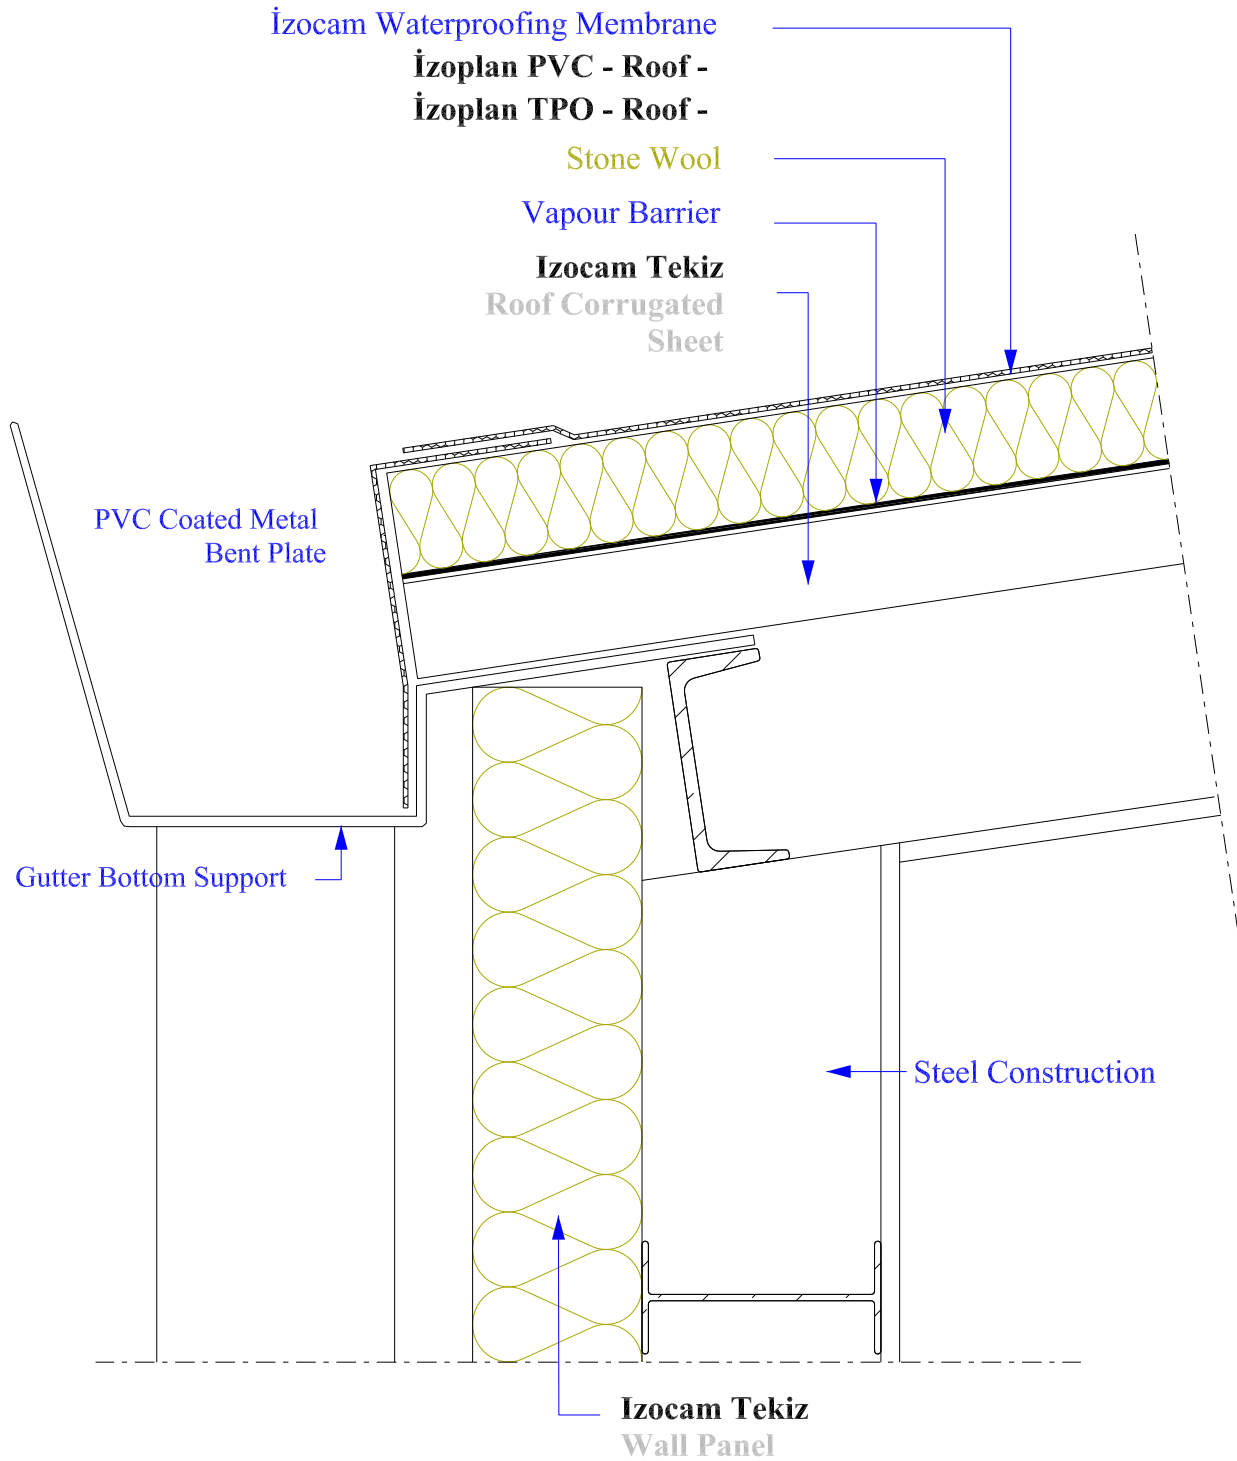 İzocam Waterproofing Membrane
İzoplan PVC - Roof -
İzoplan TPO - Roof -
Stone Wool
Vapour Barrier
Izocam Tekiz
Roof Corrugated
Sheet
PVC Coated Metal
Bent Plate
Gutter Bottom Support
Steel Construction
Izocam Tekiz
Wall Panel